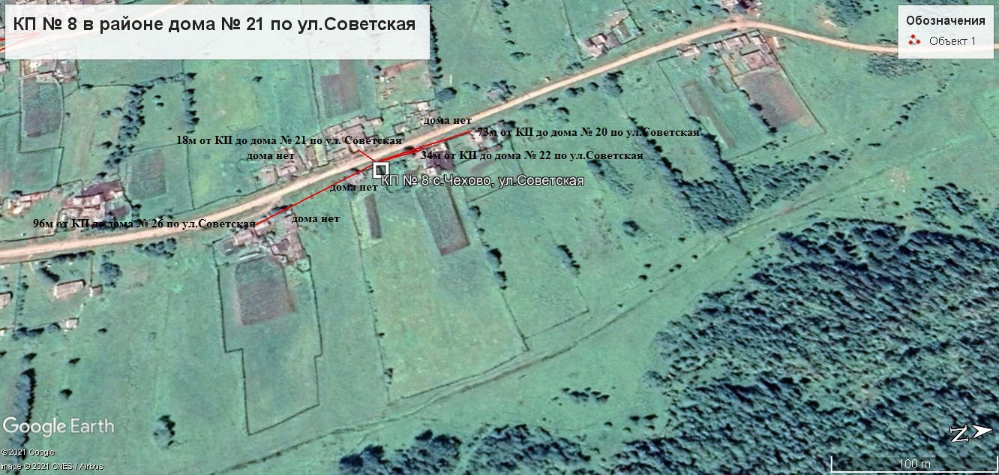 КП № 8 в районе дома № 21 по ул.Советская
Обозначения
Объект 1
дома нет
73м от КП до дома № 20 по ул.Советская
18м от КП до дома № 21 по ул. Советская
дома нет
34м от КП до дома № 22 по ул.Советская
КП № 8 с.Чехово, ул.Советская
дома нет
дома нет
96м от КП до дома № 26 по ул.Советская
Google Earth
©2021 Google
Image © 2021 CNES / Airbus
N
100 m